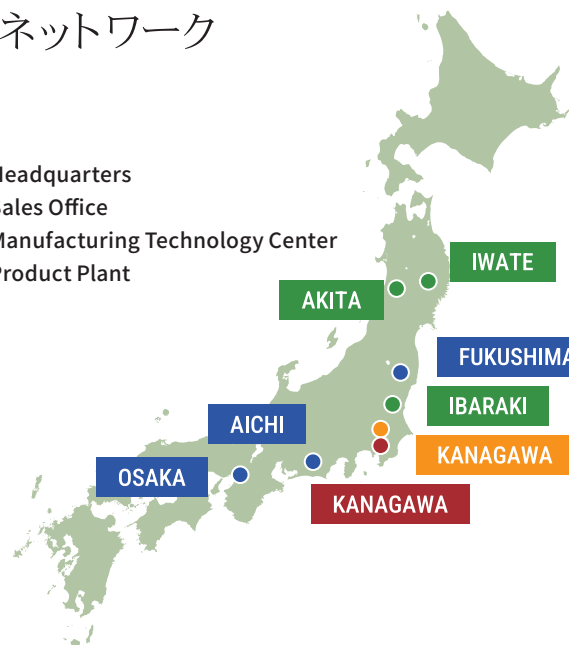 ネットワーク
Headquarters
Sales Office
Manufacturing Technology Center
Product Plant
IWATE
AKITA
FUKUSHIMA
IBARAKI
AICHI
KANAGAWA
OSAKA
KANAGAWA